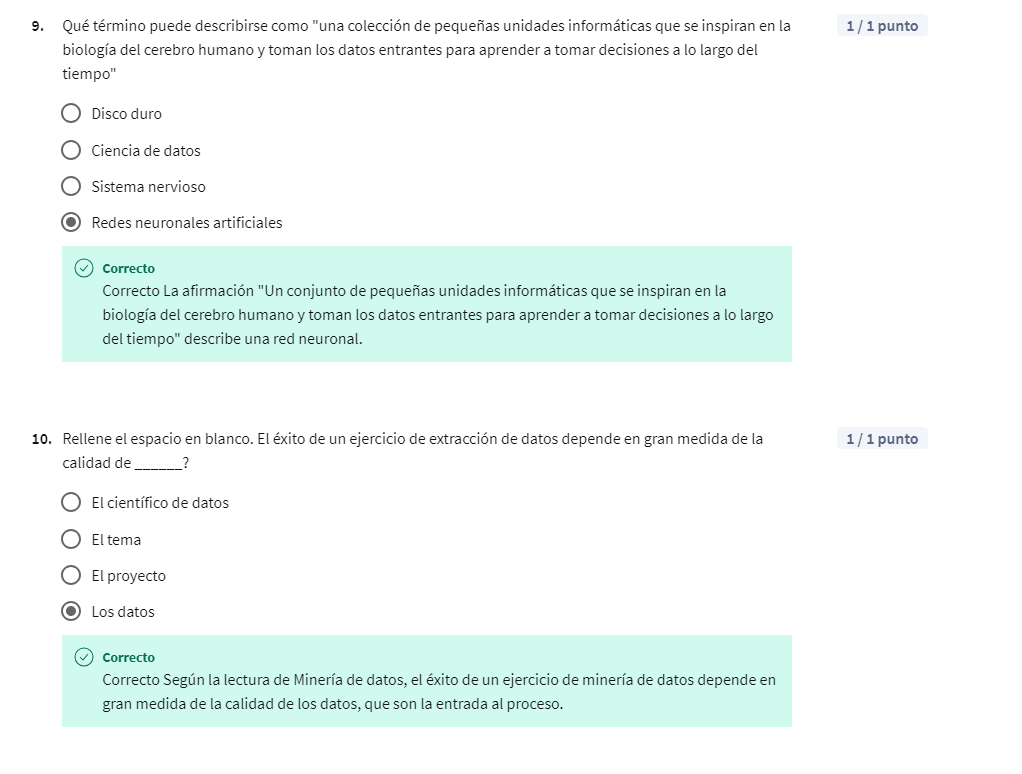 9. Qué término puede describirse como "una colección de pequeñas unidades informáticas que se inspiran en la
1 / 1 punto
biología del cerebro humano y toman los datos entrantes para aprender a tomar decisiones a lo largo del
tiempo"
Disco duro
Ciencia de datos
Sistema nervioso
Redes neuronales artificiales
Correcto
Correcto La afirmación "Un conjunto de pequeñas unidades informáticas que se inspiran en la
biología del cerebro humano y toman los datos entrantes para aprender a tomar decisiones a lo largo
del tiempo" describe una red neuronal.
10. Rellene el espacio en blanco. El éxito de un ejercicio de extracción de datos depende en gran medida de la
1 / 1 punto
calidad de ______?
El científico de datos
El tema
El proyecto
Los datos
Correcto
Correcto Según la lectura de Minería de datos, el éxito de un ejercicio de minería de datos depende en
gran medida de la calidad de los datos, que son la entrada al proceso.